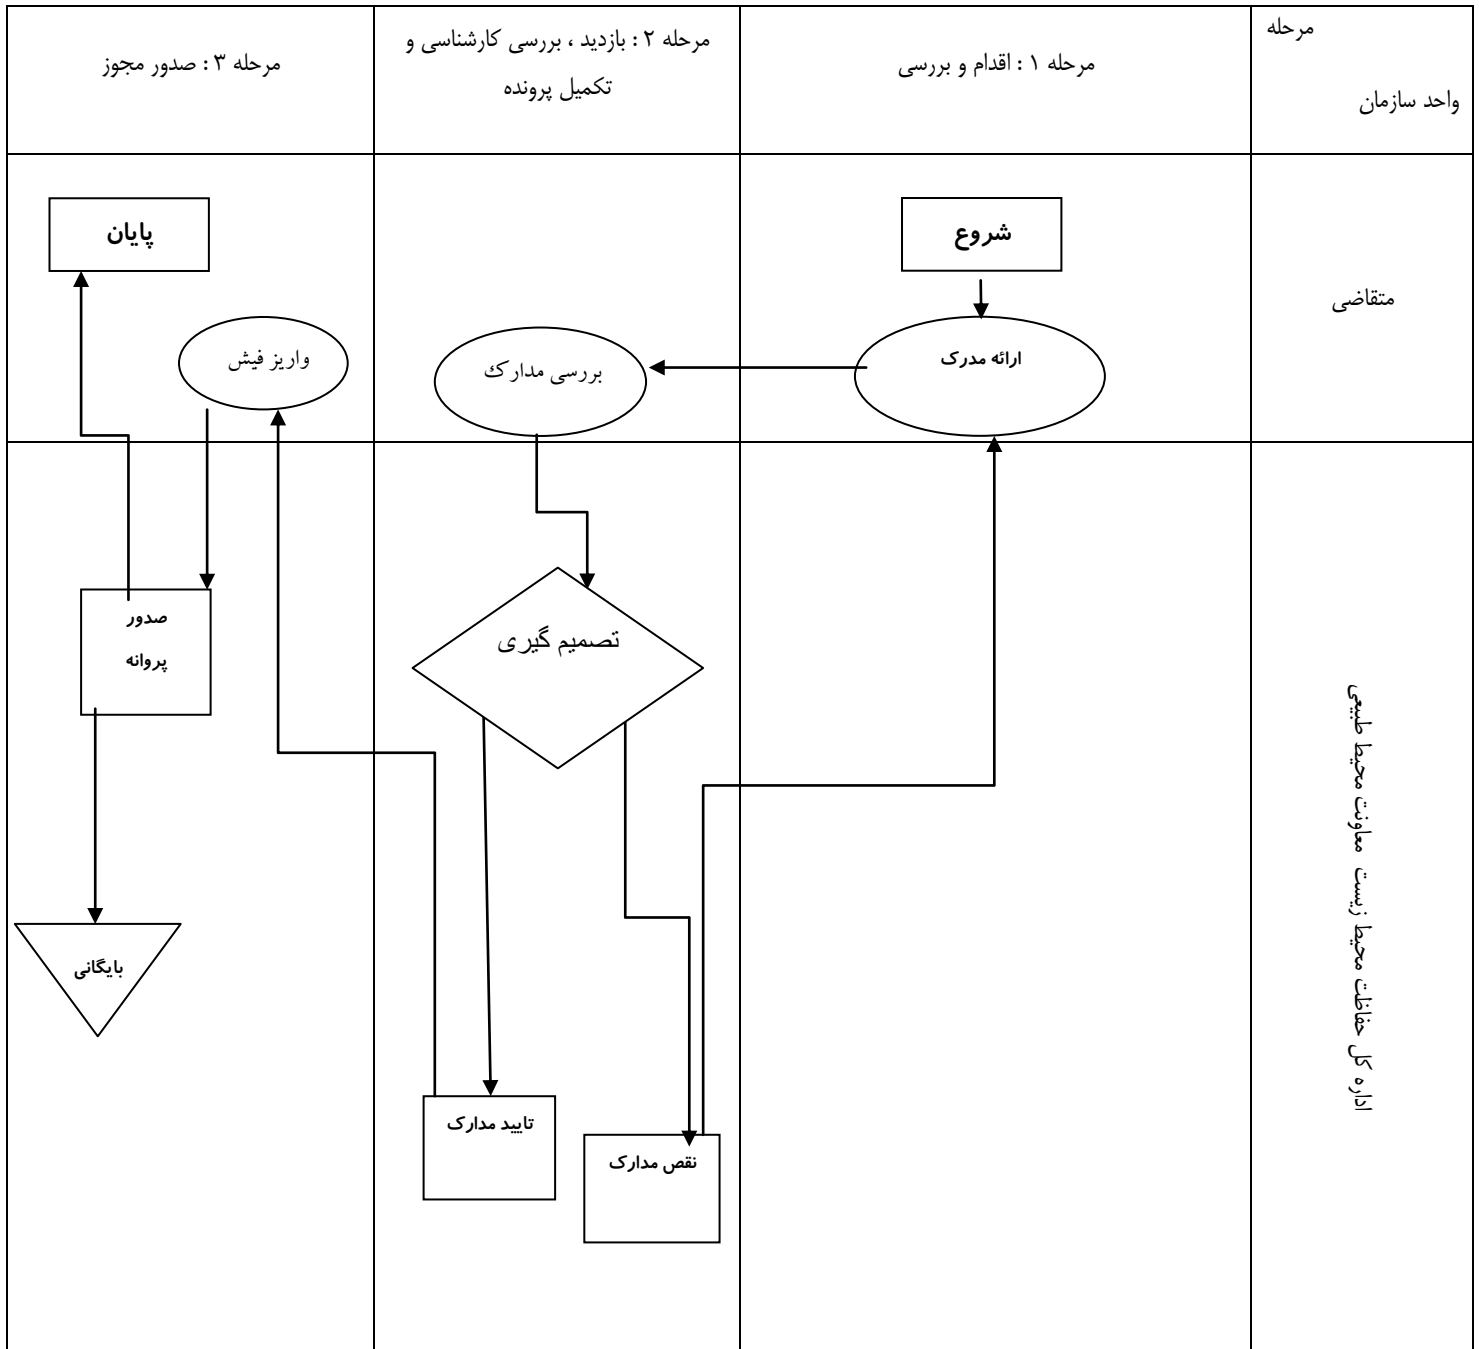 مرحله
واحد سازمان
مرحله ۱ : اقدام و بررسی
مرحله ۲ : بازدید ، بررسی کارشناسی و
تکمیل پرونده
مرحله ۳ : صدور مجوز
متقاضی
شروع
ارائه مدرک
بررسی مدارك
واریز فیش
پایان
اداره کل حفاظت محیط زیست معاونت محیط طبیعی
تصمیم گیری
صدور
پروانه
بایگانی
تایید مدارک
نقص مدارک